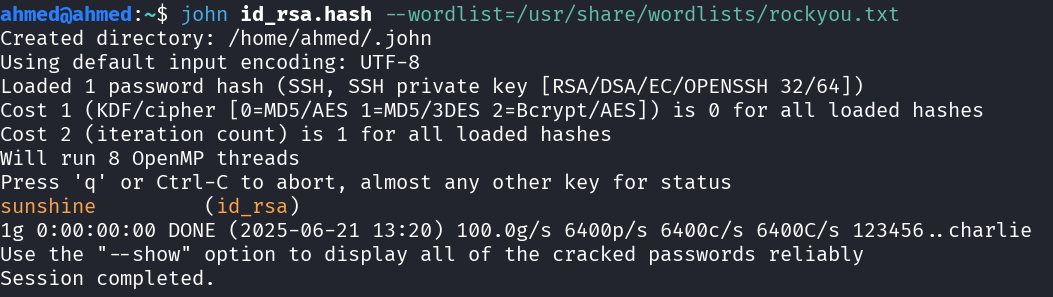 ahmed@ahmed:~$ john id_rsa.hash --wordlist=/usr/share/wordlists/rockyou.txt
Created directory: /home/ahmed/.john
Using default input encoding: UTF-8
Loaded 1 password hash (SSH, SSH private key [RSA/DSA/EC/OPENSSH 32/64])
Cost 1 (KDF/cipher [0=MD5/AES 1=MD5/3DES 2=Bcrypt/AES]) is 0 for all loaded hashes
Cost 2 (iteration count) is 1 for all loaded hashes
Will run 8 OpenMP threads
Press 'q' or Ctrl-C to abort, almost any other key for status
sunshine         (id_rsa)
1g 0:00:00:00 DONE (2025-06-21 13:20) 100.0g/s 6400p/s 6400c/s 6400C/s 123456..charlie
Use the "--show" option to display all of the cracked passwords reliably
Session completed.